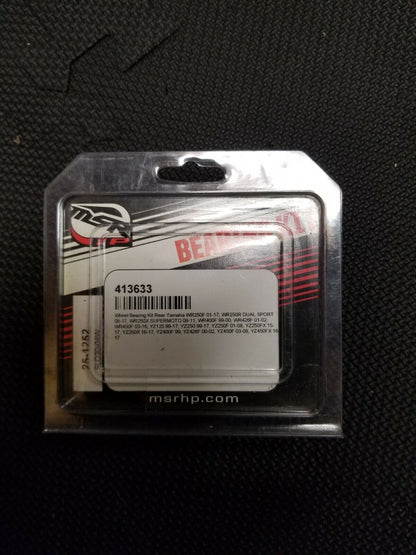 MSR
HP
BEARING KIT
413633
Wheel Bearing Kit Rear Yamaha WR250F 01-17, WR250R DUAL SPORT
08-17, WR250X SUPERMOTO 08-11, WR400F 99-00, WR426F 01-02,
WR450F 03-15, YZ125 99-17, YZ250 99-17, YZ250F 01-08, YZ250FX 15-
17, YZ250X 16-17, YZ400F 99, YZ426F 00-02, YZ450F 03-08, YZ450FX 16-
17
25-1252
msrhp.com